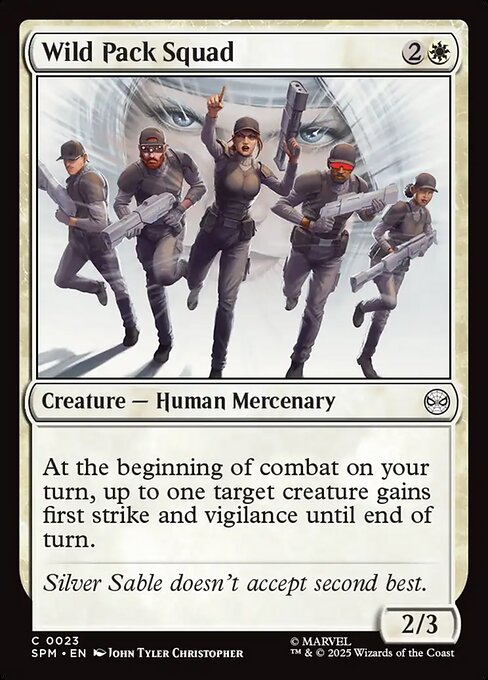 Wild Pack Squad 2
Creature — Human Mercenary
At the beginning of combat on your
turn, up to one target creature gains
first strike and vigilance until end of
turn.
Silver Sable doesn't accept second best.
2/3
C 0023
SPM • EN John Tyler Christopher
© MARVEL
™ & © 2025 Wizards of the Coast